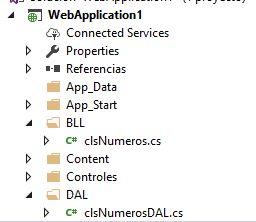 WebApplication1
Connected Services
Properties
Referencias
App_Data
App_Start
BLL
C# clsNumeros.cs
Content
Controles
DAL
C# clsNumerosDAL.cs